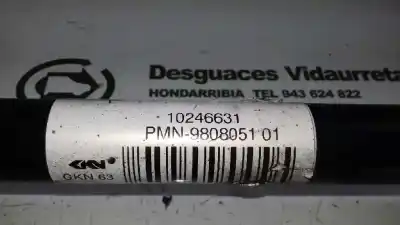 Desguaces Vidaurreta
HONDARRIBIA TEL 943 624 822
10246631
PMN-9808051 01
GKN
GKN 63